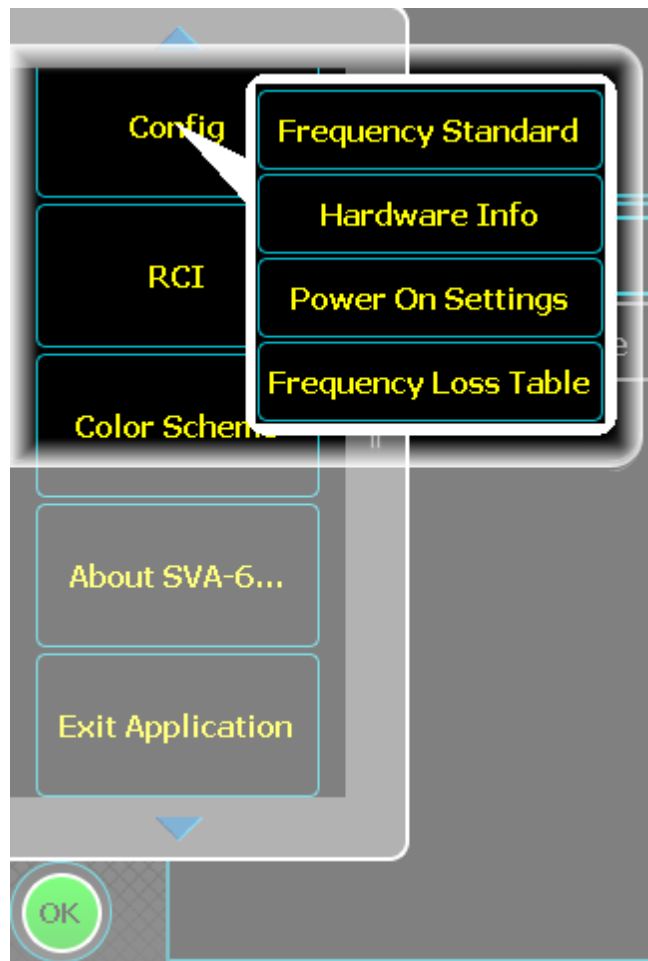 Config
Frequency Standard
Hardware Info
Power On Settings
Frequency Loss Table
RCI
Color Scheme
About SVA-6...
Exit Application
OK